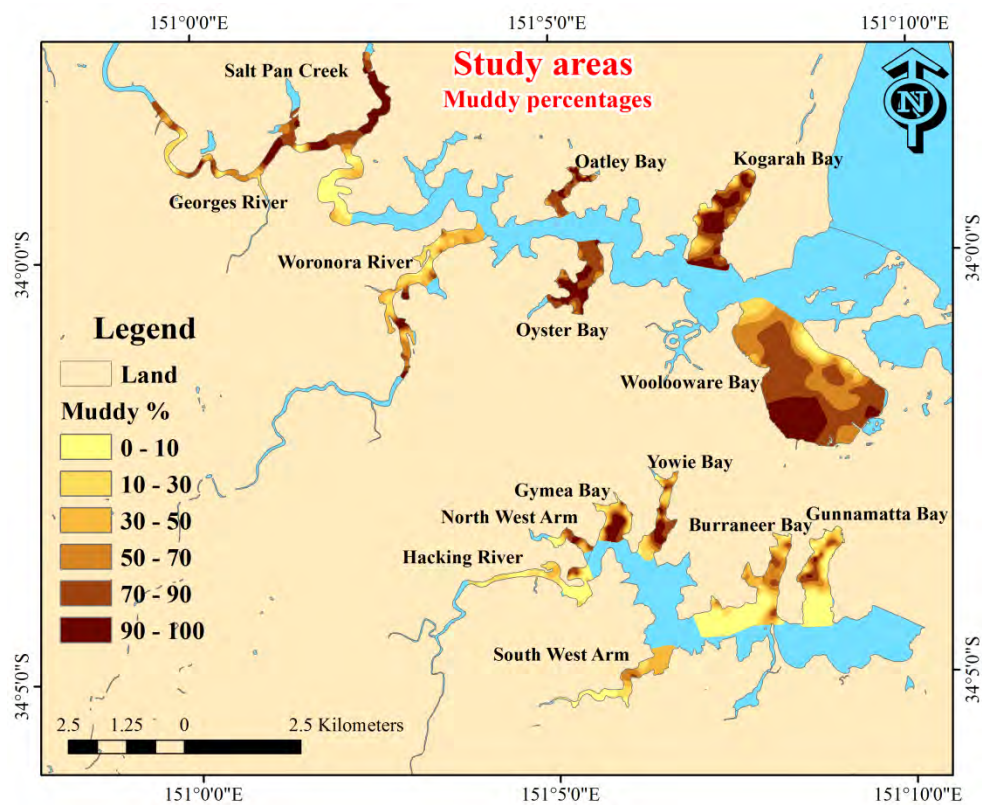 151°0'0"E 151°5'0"E 151°10'0"E
Study areas
Muddy percentages
N
Salt Pan Creek
Oatley Bay
Kogarah Bay
Georges River
34°0'0"S
Woronora River
34°0'0"S
Oyster Bay
Woolooware Bay
Legend
Land
Muddy %
0 - 10
10 - 30
30 - 50
50 - 70
70 - 90
90 - 100
Yowie Bay
Gymea Bay
Gunnamatta Bay
North West Arm
Burraneer Bay
Hacking River
South West Arm
34°5'0"S
34°5'0"S
2.5 1.25 0 2.5 Kilometers
151°0'0"E 151°5'0"E 151°10'0"E